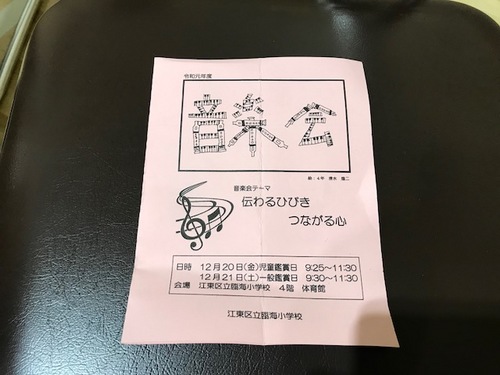 令和元年度
音楽会
音楽会テーマ
伝わるひびき
つながる心
日時 12月20日(金)児童鑑賞日 9:25~11:30
12月21日(土)一般鑑賞日 9:30~11:30
会場 江東区立臨海小学校 4階 体育館
江東区立臨海小学校